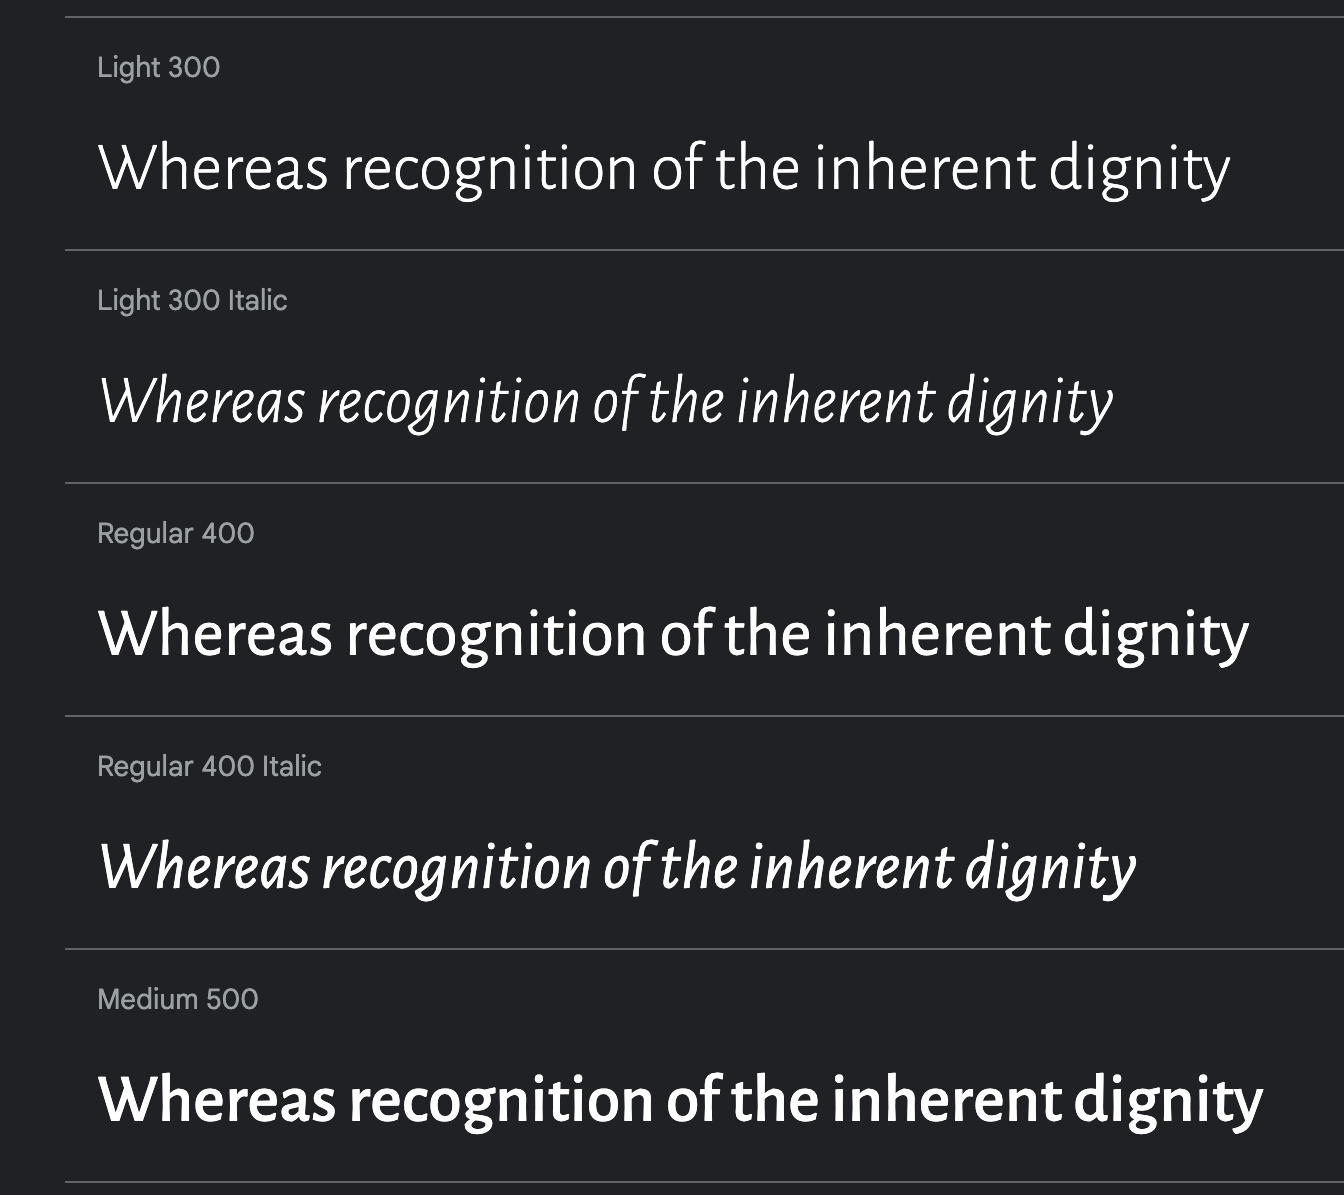 Light 300
Whereas recognition of the inherent dignity
Light 300 Italic
Whereas recognition of the inherent dignity
Regular 400
Whereas recognition of the inherent dignity
Regular 400 Italic
Whereas recognition of the inherent dignity
Medium 500
Whereas recognition of the inherent dignity